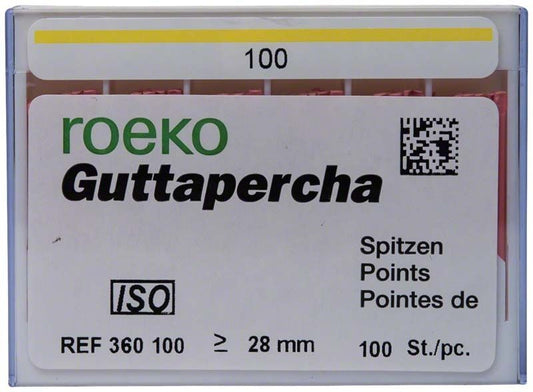 100
roeko
Guttapercha
Spitzen
Points
Pointes de
ISO
REF 360 100 ≥ 28 mm 100 St./pc.